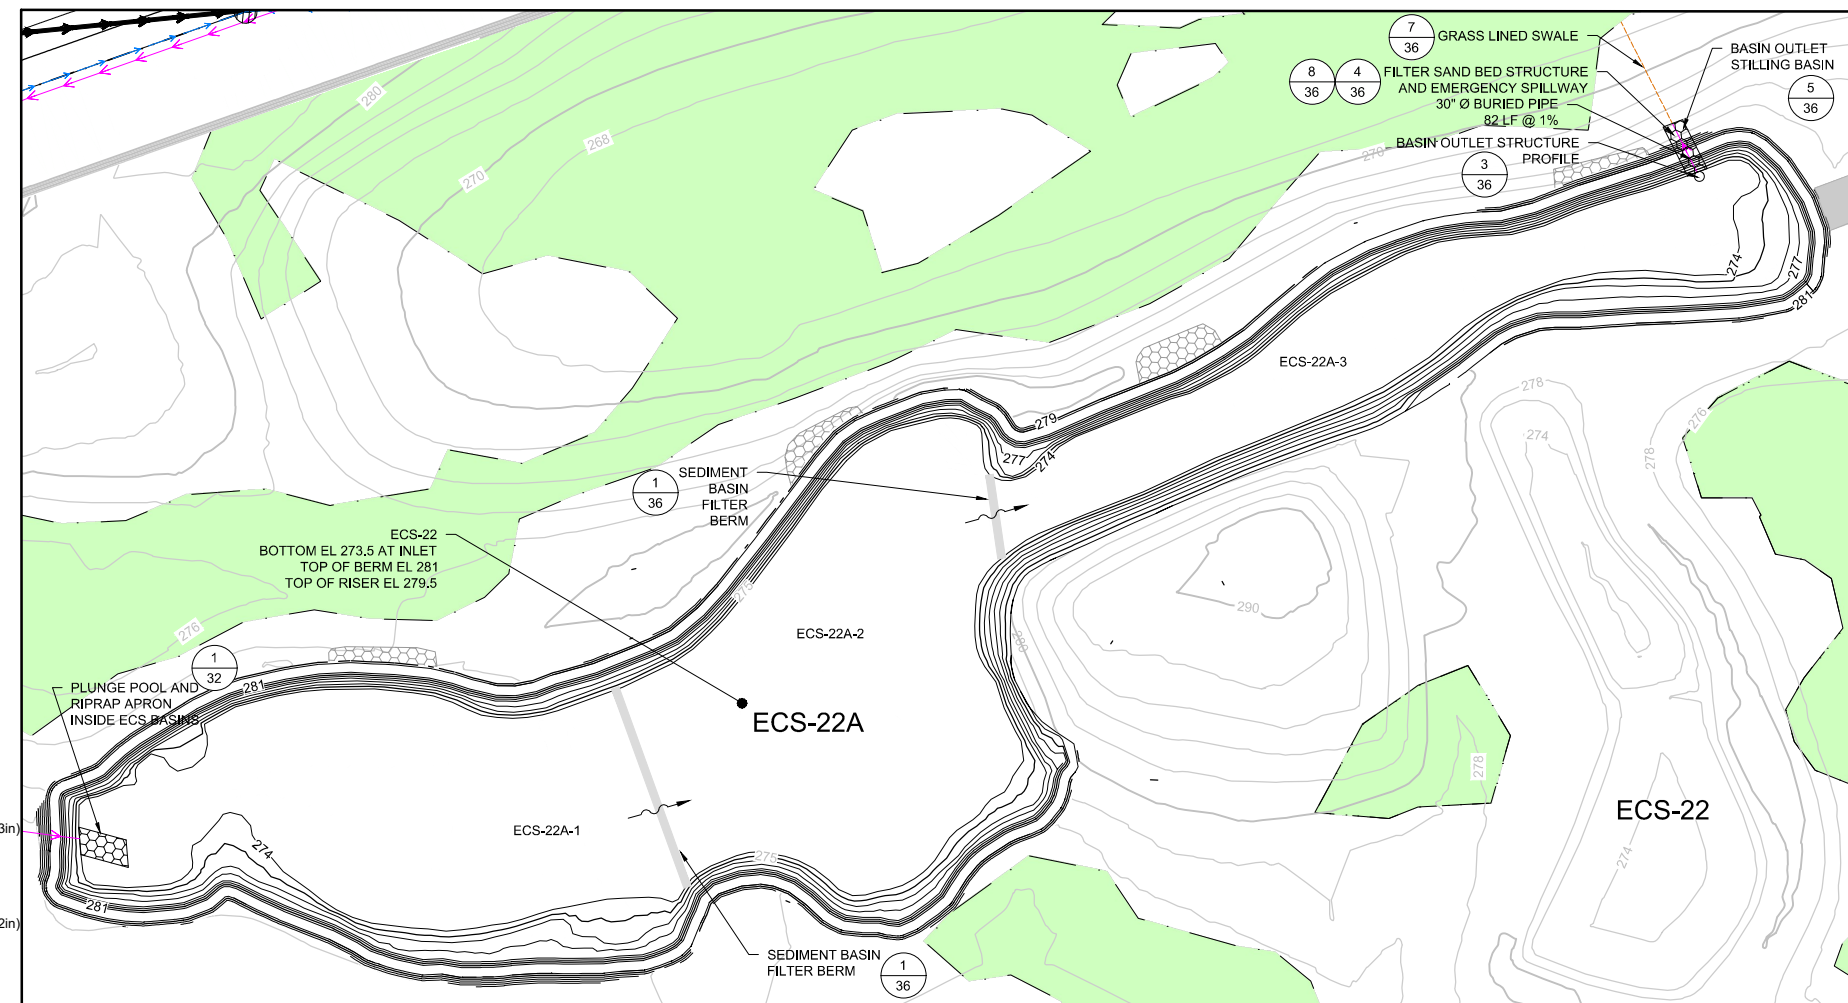 7
36
GRASS LINED SWALE
BASIN OUTLET
STILLING BASIN
5
36
8
36
4
36
FILTER SAND BED STRUCTURE
AND EMERGENCY SPILLWAY
30" Ø BURIED PIPE
82 LF @ 1%
BASIN OUTLET STRUCTURE
PROFILE
3
36
280
268
270
270
274
277
281
ECS-22A-3
278
276
274
278
279
277
274
1
36
SEDIMENT
BASIN
FILTER
BERM
ECS-22
BOTTOM EL 273.5 AT INLET
TOP OF BERM EL 281
TOP OF RISER EL 279.5
275
290
280
276
ECS-22A-2
1
32
PLUNGE POOL AND
RIPRAP APRON
INSIDE ECS BASINS
281
ECS-22A
278
ECS-22
3in)
ECS-22A-1
274
275
274
281
2in)
SEDIMENT BASIN
FILTER BERM
1
36